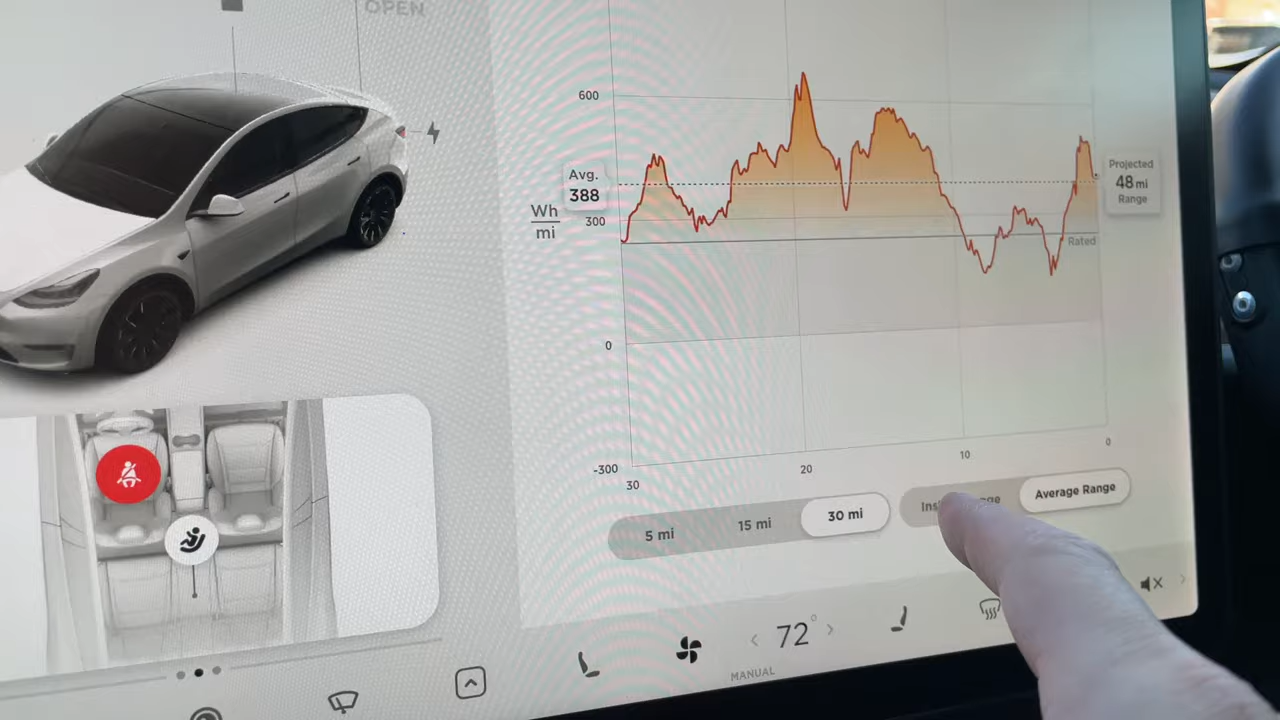 OPEN
600
Avg.
388
Wh
mi
300
0
-300
30
20
10
0
Projected
48 mi
Range
Rated
5 mi
15 mi
30 mi
Average Range
72°
MANUAL